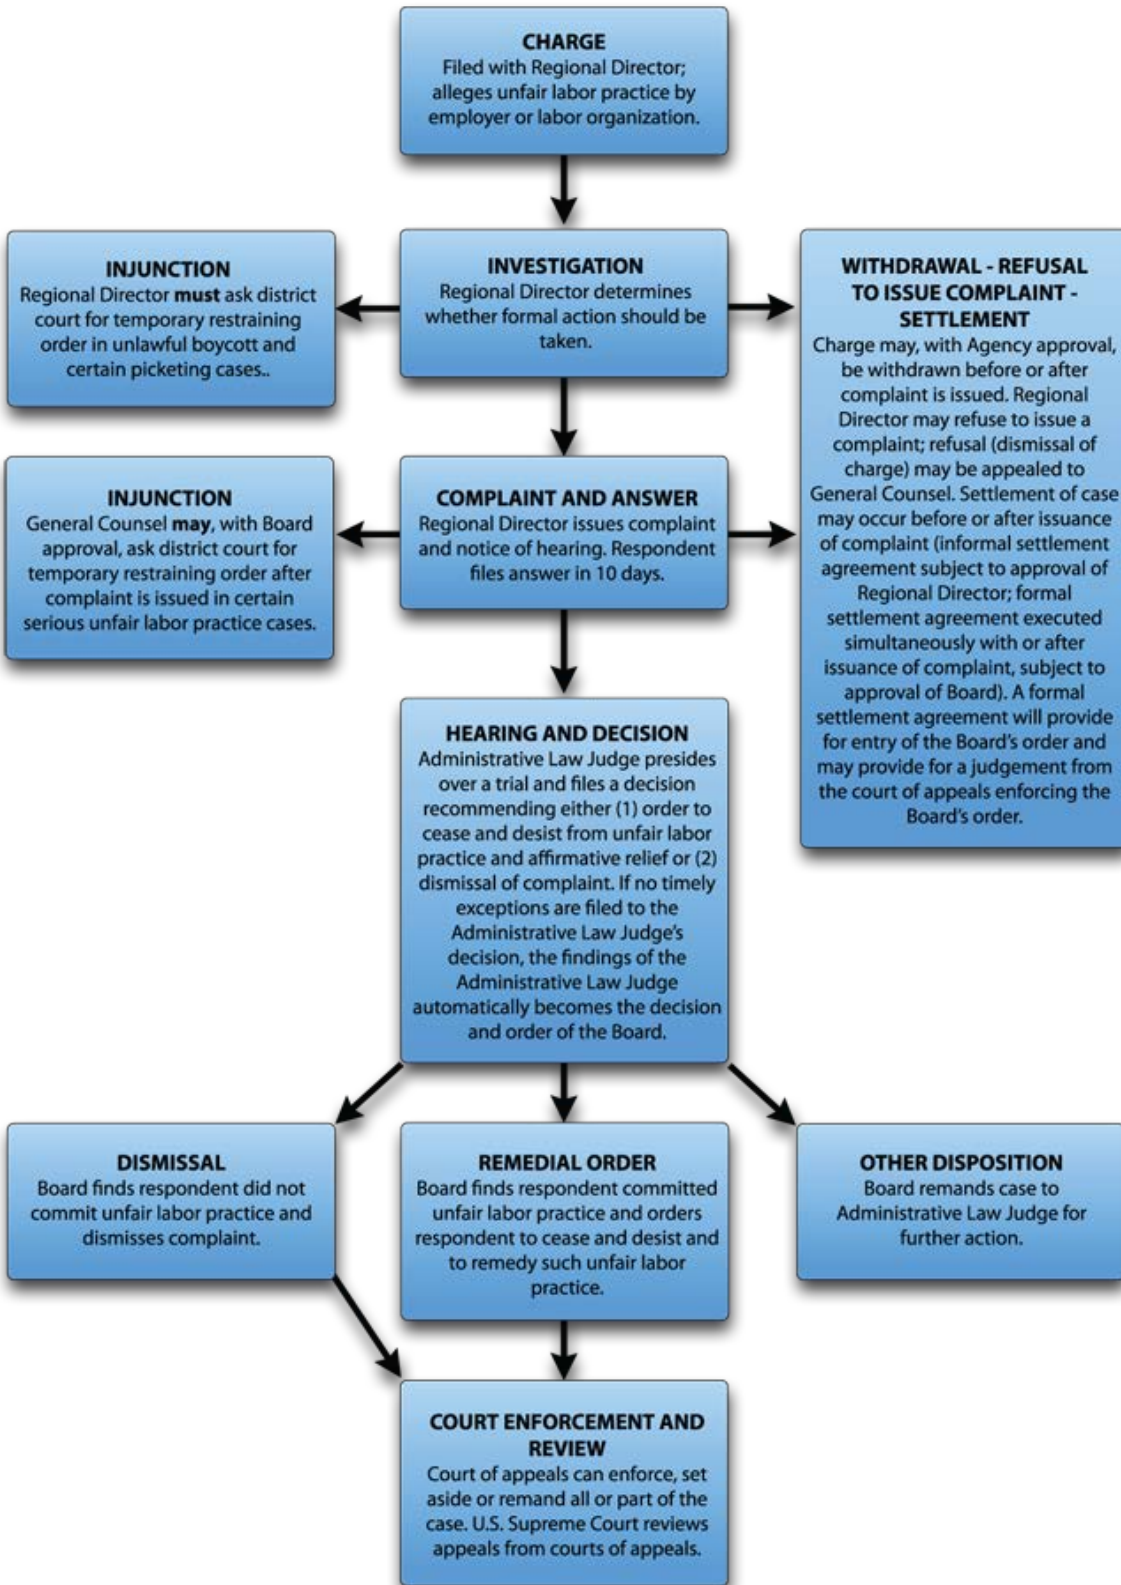 CHARGE
Filed with Regional Director;
alleges unfair labor practice by
employer or labor organization.
INJUNCTION
Regional Director must ask district
court for temporary restraining
order in unlawful boycott and
certain picketing cases..
INVESTIGATION
Regional Director determines
whether formal action should be
taken.
WITHDRAWAL - REFUSAL
TO ISSUE COMPLAINT -
SETTLEMENT
Charge may, with Agency approval,
be withdrawn before or after
complaint is issued. Regional
Director may refuse to issue a
complaint; refusal (dismissal of
charge) may be appealed to
General Counsel. Settlement of case
may occur before or after issuance
of complaint (informal settlement
agreement subject to approval of
Regional Director; formal
settlement agreement executed
simultaneously with or after
issuance of complaint, subject to
approval of Board). A formal
settlement agreement will provide
for entry of the Board's order and
may provide for a judgement from
the court of appeals enforcing the
Board's order.
INJUNCTION
General Counsel may, with Board
approval, ask district court for
temporary restraining order after
complaint is issued in certain
serious unfair labor practice cases.
COMPLAINT AND ANSWER
Regional Director issues complaint
and notice of hearing. Respondent
files answer in 10 days.
HEARING AND DECISION
Administrative Law Judge presides
over a trial and files a decision
recommending either (1) order to
cease and desist from unfair labor
practice and affirmative relief or (2)
dismissal of complaint. If no timely
exceptions are filed to the
Administrative Law Judge's
decision, the findings of the
Administrative Law Judge
automatically becomes the decision
and order of the Board.
DISMISSAL
Board finds respondent did not
commit unfair labor practice and
dismisses complaint.
REMEDIAL ORDER
Board finds respondent committed
unfair labor practice and orders
respondent to cease and desist and
to remedy such unfair labor
practice.
OTHER DISPOSITION
Board remands case to
Administrative Law Judge for
further action.
COURT ENFORCEMENT AND
REVIEW
Court of appeals can enforce, set
aside or remand all or part of the
case. U.S. Supreme Court reviews
appeals from courts of appeals.